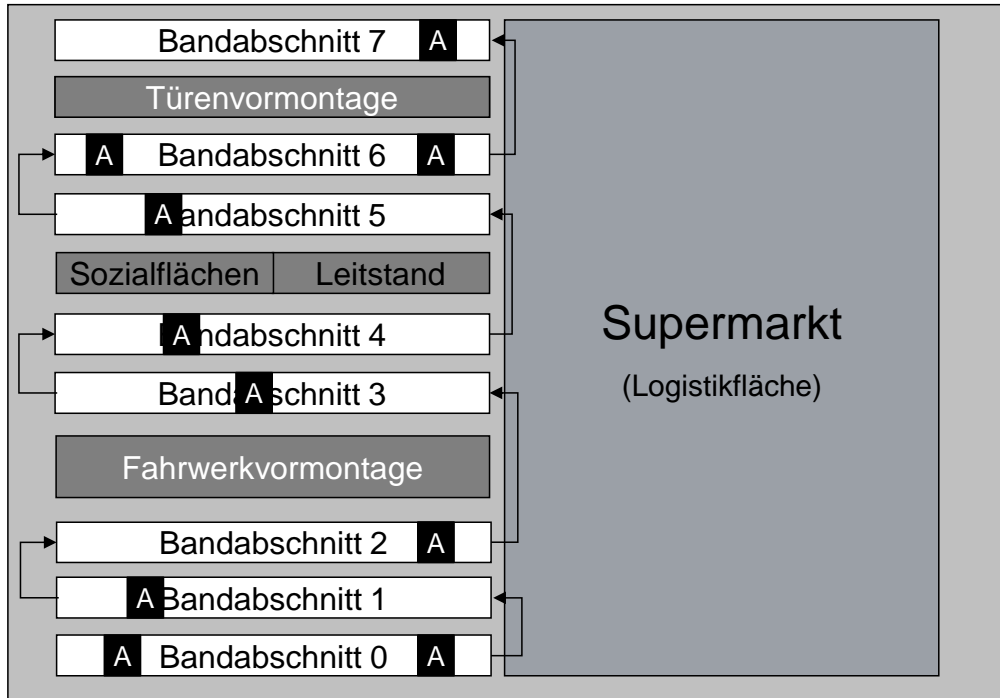 Bandabschnitt 7 A
Türenvormontage
A Bandabschnitt 6 A
A andabschnitt 5
Sozialflächen Leitstand
A ndabschnitt 4
Band A schnitt 3
Supermarkt
(Logistikfläche)
Fahrwerkvormontage
Bandabschnitt 2 A
A Bandabschnitt 1
A Bandabschnitt 0 A